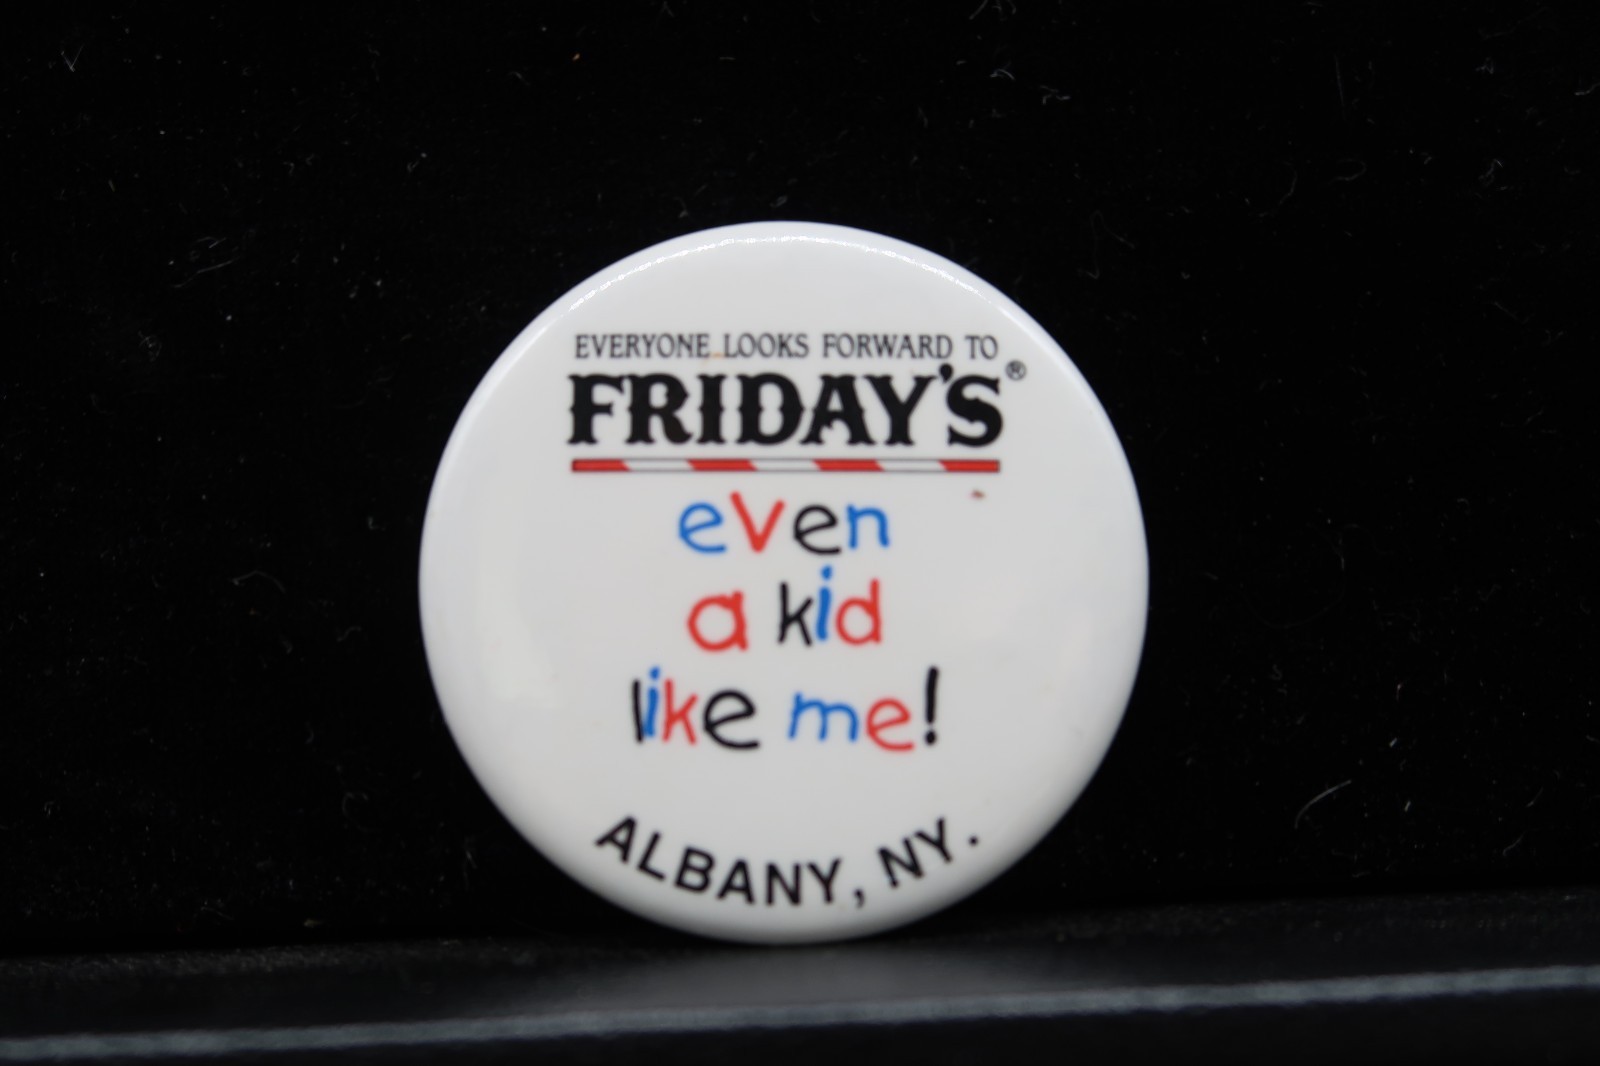 EVERYONE LOOKS FORWARD TO
FRIDAY'S®
even
a kid
like me!
ALBANY, NY.